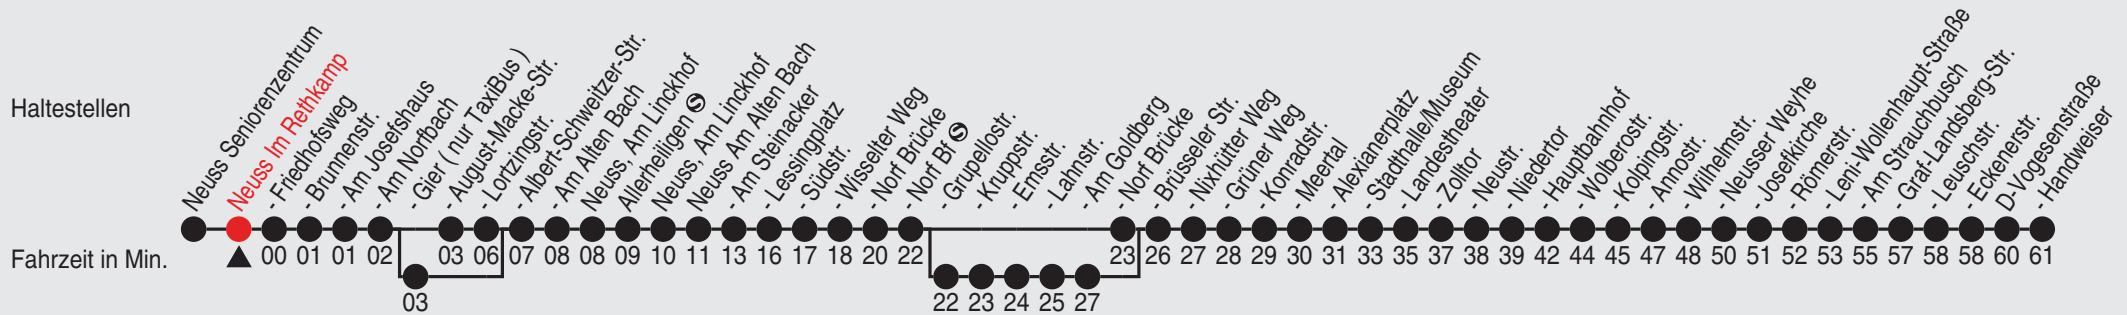 Haltestellen
Neuss Seniorenzentrum
Neuss Im Rethkamp
- Friedhofsweg
- Brunnenstr.
- Am Josefshaus
- Am Norfbach
- Gier ( nur TaxiBus )
- August-Macke-Str.
- Lortzingstr.
- Albert-Schweitzer-Str.
- Am Alten Bach
Neuss, Am Linckhof
Allerheiligen S
Neuss, Am Linckhof
Neuss Am Alten Bach
- Am Steinacker
- Lessingplatz
- Südstr.
- Wisselter Weg
- Norf Brücke
- Norf Bf S
- Grupellostr.
- Kruppstr.
- Emsstr.
- Lahnstr.
- Am Goldberg
- Norf Brücke
- Brüsseler Str.
- Nixhütter Weg
- Grüner Weg
- Konradstr.
- Meertal
- Alexianerplatz
- Stadthalle/Museum
- Landestheater
- Zolltor
- Neustr.
- Niedertor
- Hauptbahnhof
- Wolberostr.
- Kolpingstr.
- Annostr.
- Wilhelmstr.
- Neusser Weyhe
- Josefkirche
- Römerstr.
- Leni-Wollenhaupt-Straße
- Am Strauchbusch
- Graf-Landsberg-Str.
- Leuschstr.
- Eckenerstr.
D-Vogesenstraße
- Handweiser
Fahrzeit in Min. 00 01 01 02 03 06 07 08 08 09 10 11 13 16 17 18 20 22 23 26 27 28 29 30 31 33 35 37 38 39 42 44 45 47 48 50 51 52 53 55 57 58 58 60 61
03 22 23 24 25 27